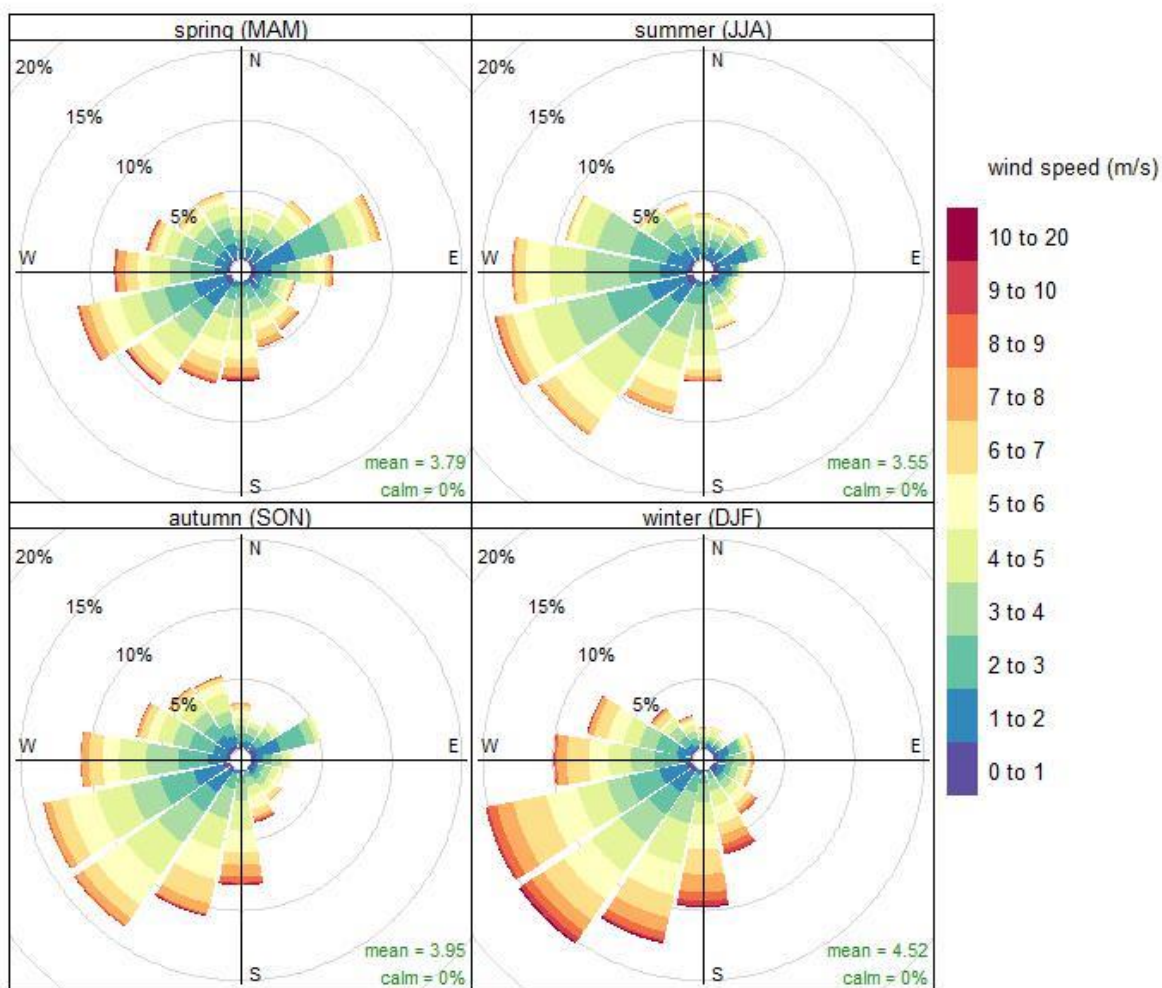 spring (MAM)
20%
15%
10%
5%
N
W
E
S
mean = 3.79
calm = 0%
summer (JJA)
20%
15%
10%
5%
N
W
E
S
mean = 3.55
calm = 0%
autumn (SON)
20%
15%
10%
5%
N
W
E
S
mean = 3.95
calm = 0%
winter (DJF)
20%
15%
10%
5%
N
W
E
S
mean = 4.52
calm = 0%
wind speed (m/s)
10 to 20
9 to 10
8 to 9
7 to 8
6 to 7
5 to 6
4 to 5
3 to 4
2 to 3
1 to 2
0 to 1